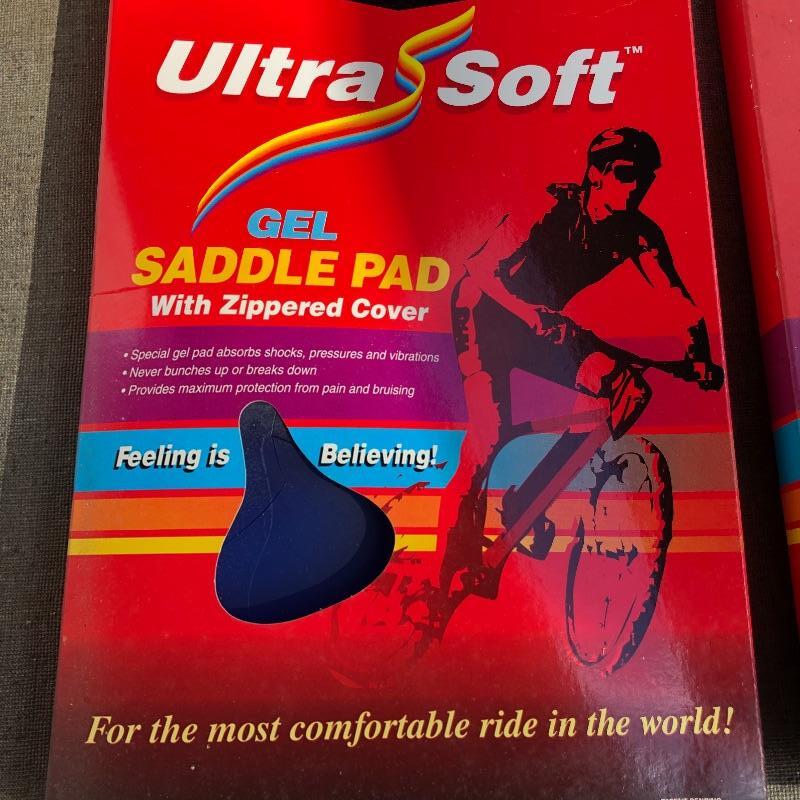 Ultra Soft™
GEL
SADDLE PAD
With Zippered Cover
• Special gel pad absorbs shocks, pressures and vibrations
• Never bunches up or breaks down
• Provides maximum protection from pain and bruising
Feeling is Believing!
For the most comfortable ride in the world!